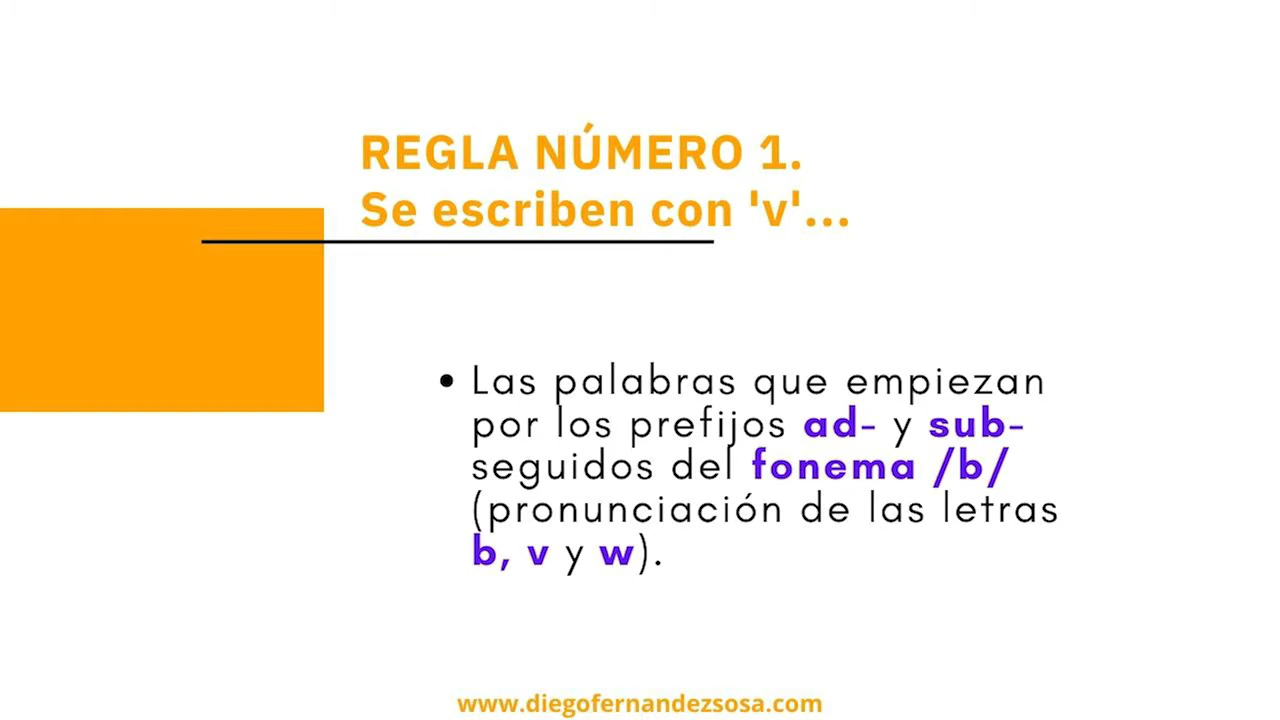 REGLA NÚMERO 1.
Se escriben con 'v'...
• Las palabras que empiezan
por los prefijos ad- y sub-
seguidos del fonema /b/
(pronunciación de las letras
b, v y w).
www.diegofernandezsosa.com